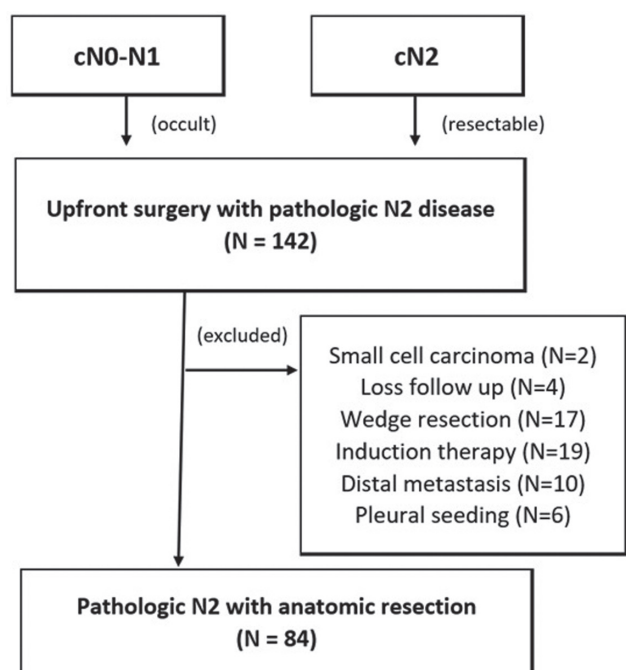 cN0-N1
cN2
(occult)
(resectable)
Upfront surgery with pathologic N2 disease
(N = 142)
(excluded)
Small cell carcinoma (N=2)
Loss follow up (N=4)
Wedge resection (N=17)
Induction therapy (N=19)
Distal metastasis (N=10)
Pleural seeding (N=6)
Pathologic N2 with anatomic resection
(N = 84)